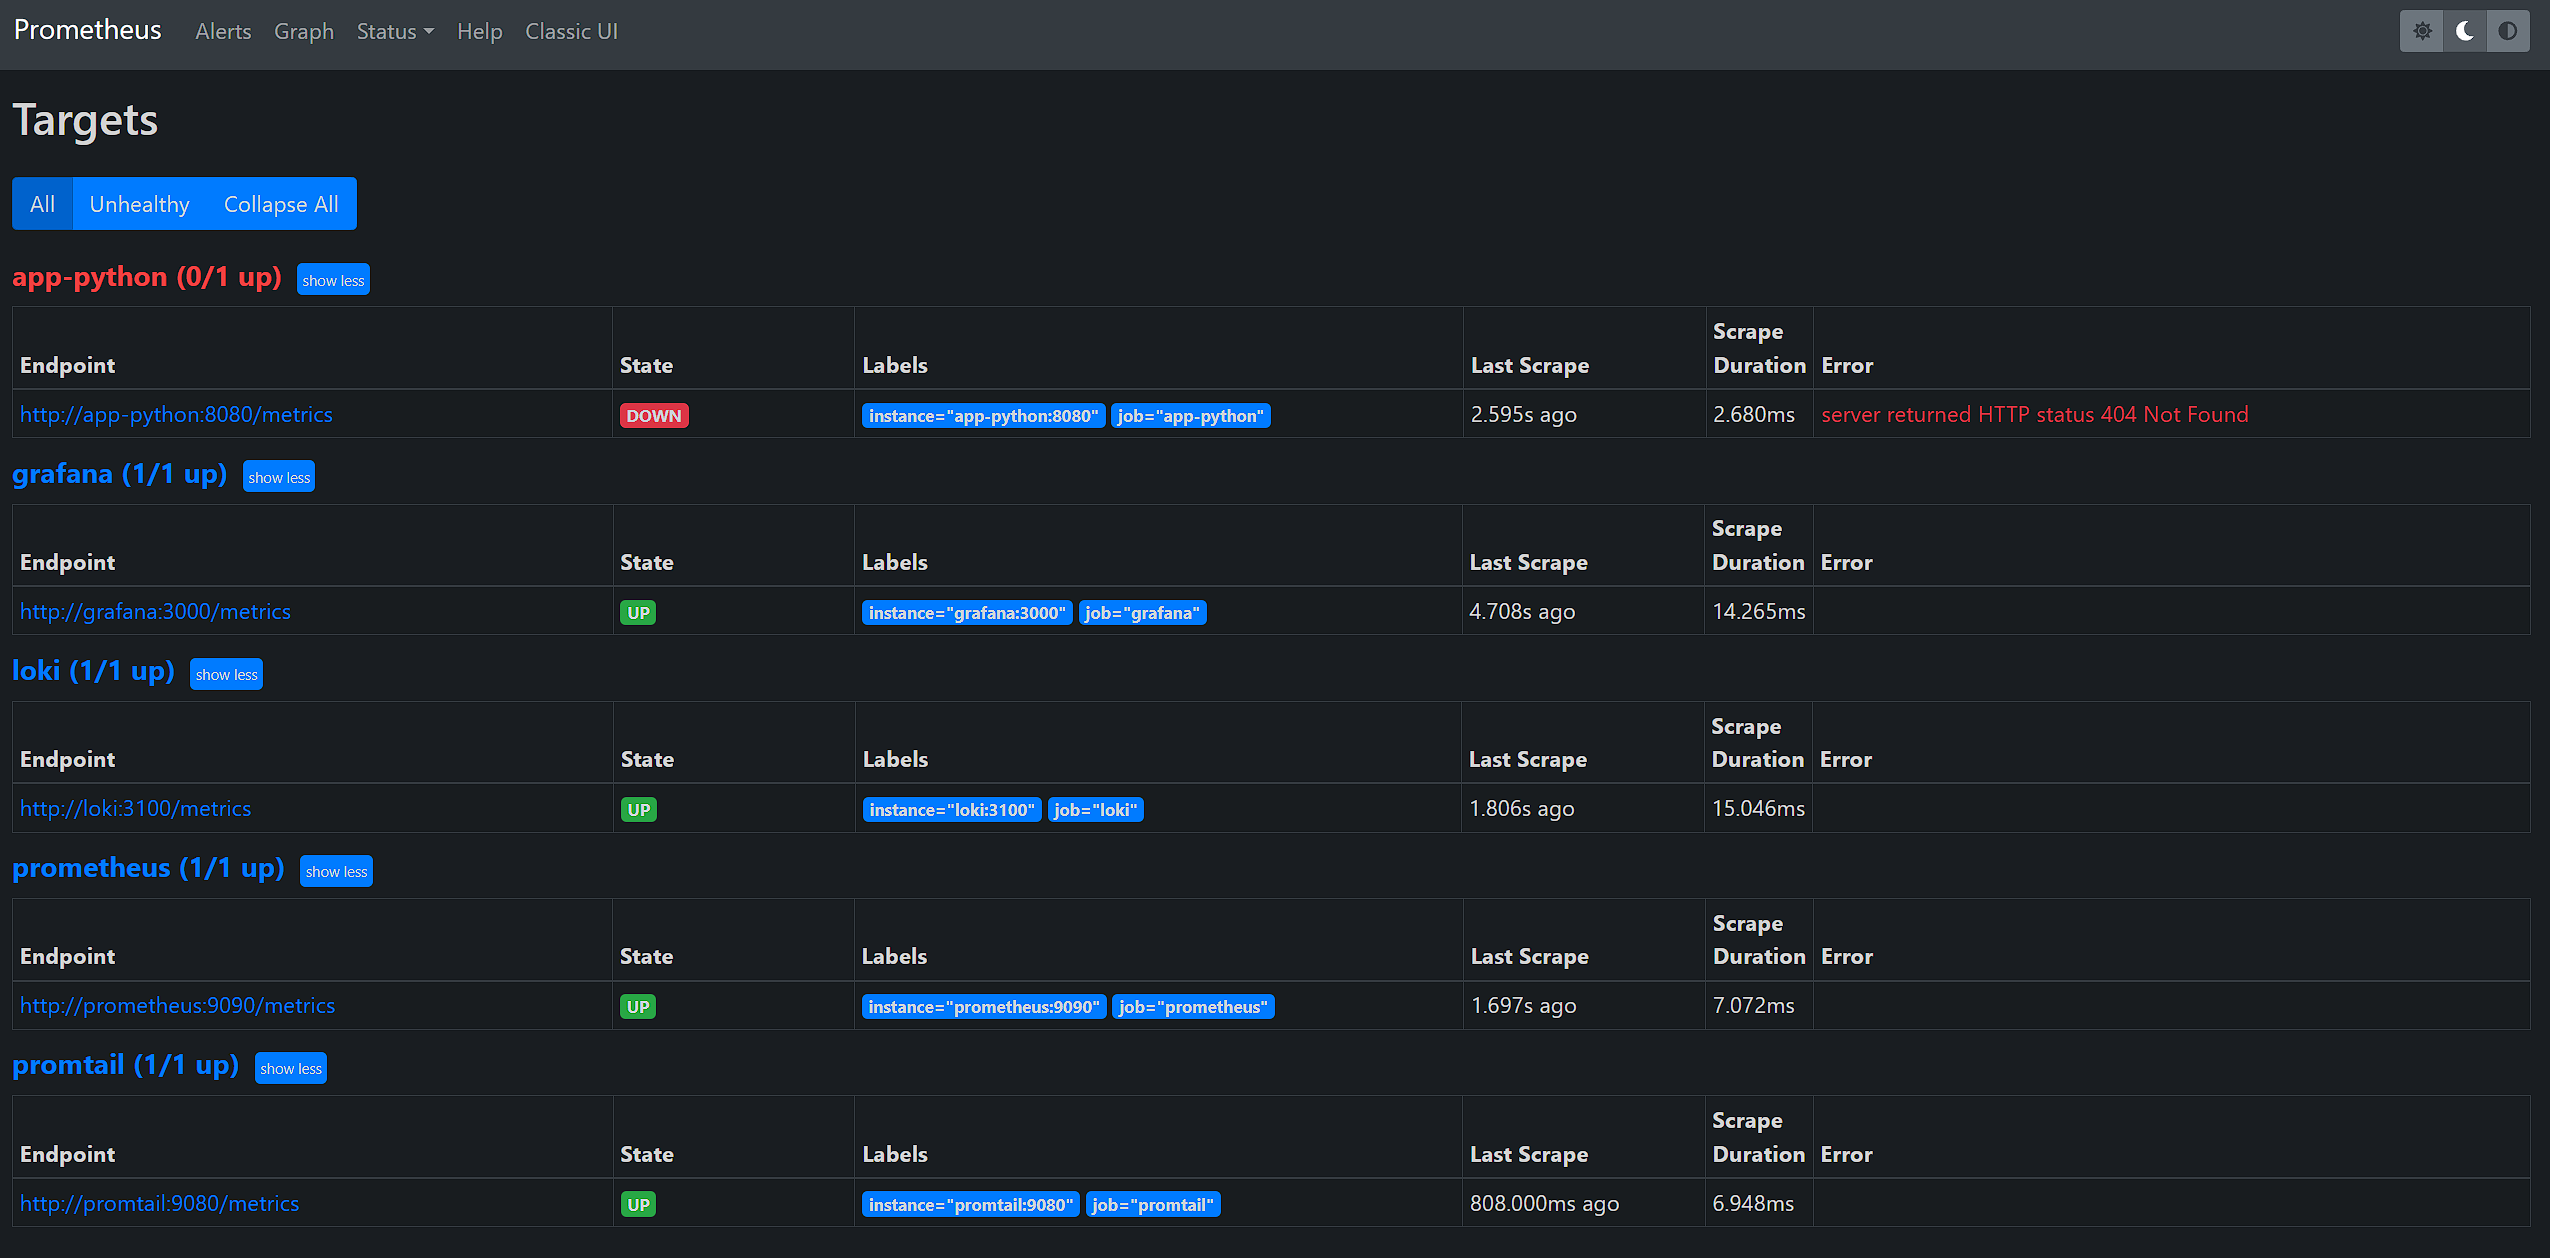 Prometheus Alerts Graph Status Help Classic UI
Targets
All Unhealthy Collapse All
app-python (0/1 up) show less
Endpoint State Labels Last Scrape Scrape Duration Error
http://app-python:8080/metrics DOWN instance="app-python:8080" job="app-python" 2.595s ago 2.680ms server returned HTTP status 404 Not Found
grafana (1/1 up) show less
Endpoint State Labels Last Scrape Scrape Duration Error
http://grafana:3000/metrics UP instance="grafana:3000" job="grafana" 4.708s ago 14.265ms
loki (1/1 up) show less
Endpoint State Labels Last Scrape Scrape Duration Error
http://loki:3100/metrics UP instance="loki:3100" job="loki" 1.806s ago 15.046ms
prometheus (1/1 up) show less
Endpoint State Labels Last Scrape Scrape Duration Error
http://prometheus:9090/metrics UP instance="prometheus:9090" job="prometheus" 1.697s ago 7.072ms
promtail (1/1 up) show less
Endpoint State Labels Last Scrape Scrape Duration Error
http://promtail:9080/metrics UP instance="promtail:9080" job="promtail" 808.000ms ago 6.948ms